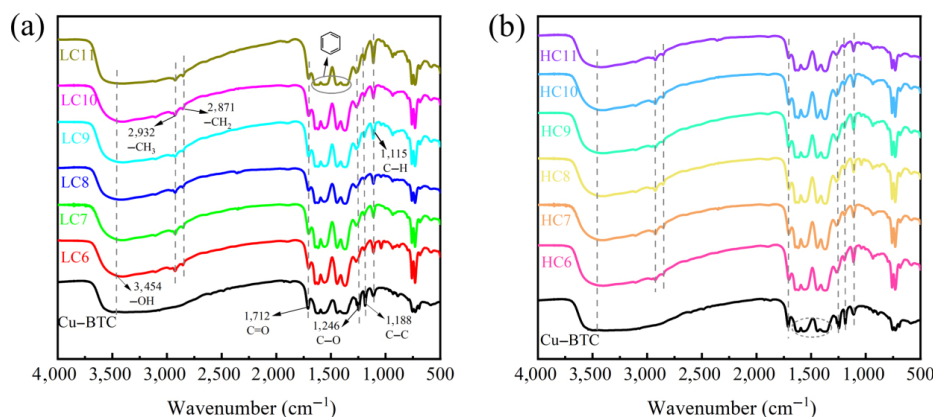 (a)
LC11
LC10
2,932
−CH3
2,871
−CH2
LC9
1,115
C−H
LC8
LC7
LC6
3,454
−OH
1,712
C=O
1,246
C−O
1,188
C−C
Cu−BTC
4,000 3,500 3,000 2,500 2,000 1,500 1,000 500
Wavenumber (cm−1)
(b)
HC11
HC10
HC9
HC8
HC7
HC6
Cu−BTC
4,000 3,500 3,000 2,500 2,000 1,500 1,000 500
Wavenumber (cm−1)